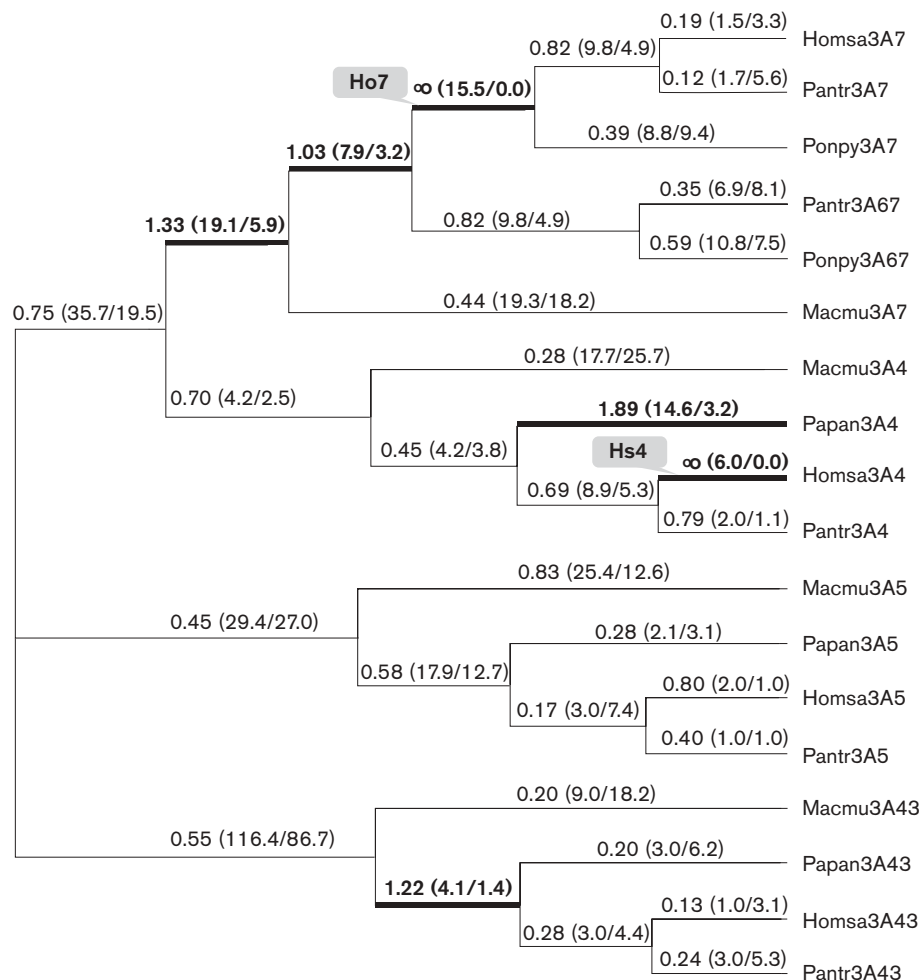 0.19 (1.5/3.3)
Homsa3A7
0.82 (9.8/4.9)
0.12 (1.7/5.6)
Pantr3A7
Ho7
∞ (15.5/0.0)
0.39 (8.8/9.4)
Ponpy3A7
1.03 (7.9/3.2)
0.35 (6.9/8.1)
Pantr3A67
0.82 (9.8/4.9)
1.33 (19.1/5.9)
0.59 (10.8/7.5)
Ponpy3A67
0.75 (35.7/19.5)
0.44 (19.3/18.2)
Macmu3A7
0.28 (17.7/25.7)
Macmu3A4
0.70 (4.2/2.5)
1.89 (14.6/3.2)
Papan3A4
0.45 (4.2/3.8)
Hs4
∞ (6.0/0.0)
Homsa3A4
0.69 (8.9/5.3)
0.79 (2.0/1.1)
Pantr3A4
0.83 (25.4/12.6)
Macmu3A5
0.45 (29.4/27.0)
0.28 (2.1/3.1)
Papan3A5
0.58 (17.9/12.7)
0.80 (2.0/1.0)
Homsa3A5
0.17 (3.0/7.4)
0.40 (1.0/1.0)
Pantr3A5
0.20 (9.0/18.2)
Macmu3A43
0.55 (116.4/86.7)
0.20 (3.0/6.2)
Papan3A43
1.22 (4.1/1.4)
0.13 (1.0/3.1)
Homsa3A43
0.28 (3.0/4.4)
0.24 (3.0/5.3)
Pantr3A43